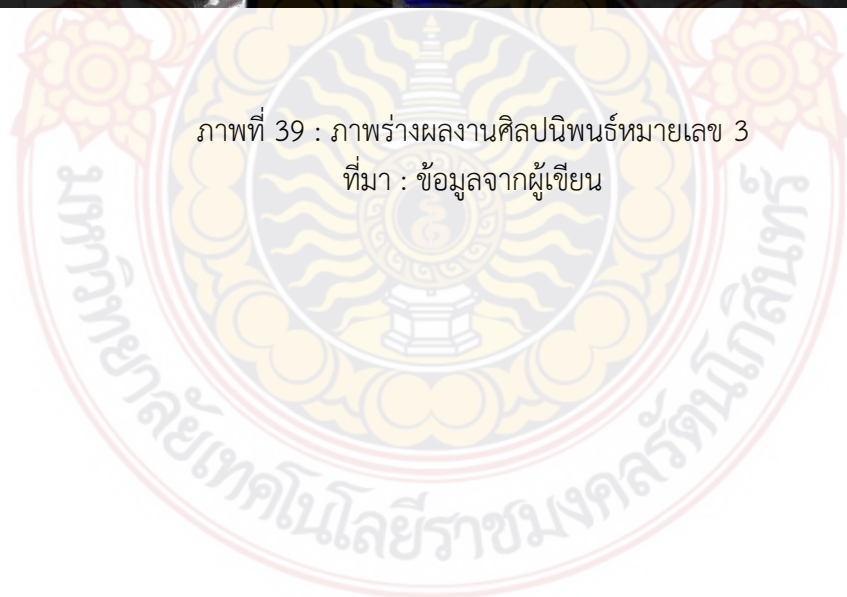 ภาพที่ 39 : ภาพร่างผลงานศิลปนิพนธ์หมายเลข 3
ที่มา : ข้อมูลจากผู้เขียน
มหาวิทยาลัยเทคโนโลยีราชมงคลรัตนโกสินทร์